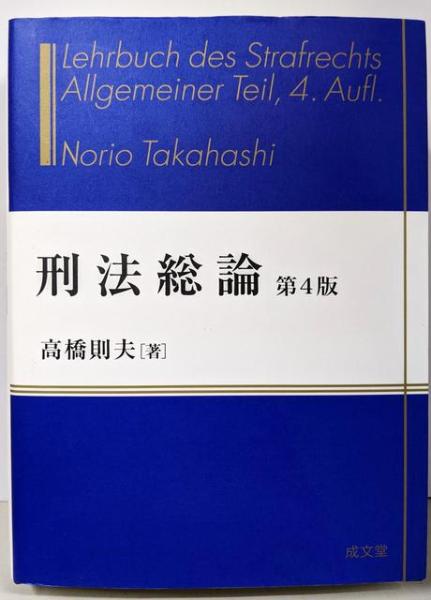 Lehrbuch des Strafrechts
Allgemeiner Teil, 4. Aufl.
Norio Takahashi
刑法総論 第4版
高橋則夫[著]
成文堂